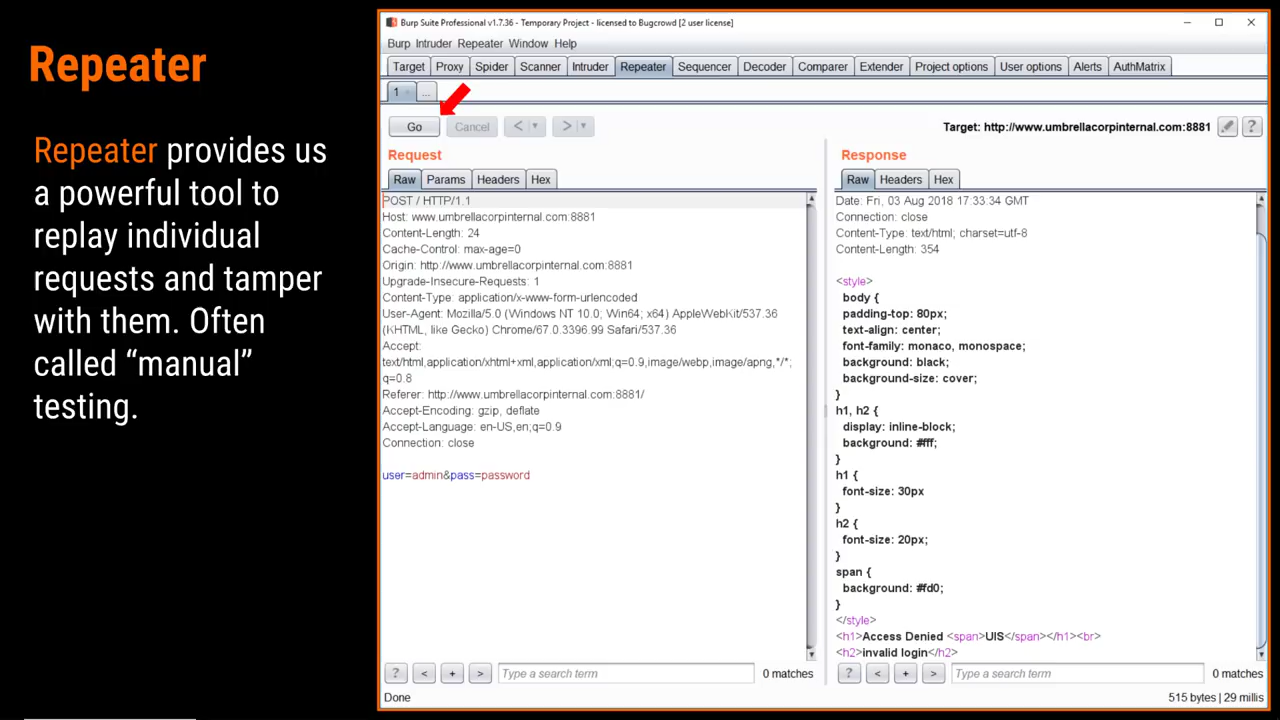 Repeater
Repeater provides us
a powerful tool to
replay individual
requests and tamper
with them. Often
called “manual”
testing.
Burp Suite Professional v1.7.36 - Temporary Project - licensed to Bugcrowd [2 user license]
Burp Intruder Repeater Window Help
Target Proxy Spider Scanner Intruder Repeater Sequencer Decoder Comparer Extender Project options User options Alerts AuthMatrix
1 × ...
Go Cancel < ▼ > ▼ Target: http://www.umbrellacorpinternal.com:8881 ?
Request
Raw Params Headers Hex
POST / HTTP/1.1
Host: www.umbrellacorpinternal.com:8881
Content-Length: 24
Cache-Control: max-age=0
Origin: http://www.umbrellacorpinternal.com:8881
Upgrade-Insecure-Requests: 1
Content-Type: application/x-www-form-urlencoded
User-Agent: Mozilla/5.0 (Windows NT 10.0; Win64; x64) AppleWebKit/537.36
(KHTML, like Gecko) Chrome/67.0.3396.99 Safari/537.36
Accept:
text/html,application/xhtml+xml,application/xml;q=0.9,image/webp,image/apng,*/*;
q=0.8
Referer: http://www.umbrellacorpinternal.com:8881/
Accept-Encoding: gzip, deflate
Accept-Language: en-US,en;q=0.9
Connection: close
user=admin&pass=password
? < + > Type a search term 0 matches
Response
Raw Headers Hex
Date: Fri, 03 Aug 2018 17:33:34 GMT
Connection: close
Content-Type: text/html; charset=utf-8
Content-Length: 354
<style>
body {
padding-top: 80px;
text-align: center;
font-family: monaco, monospace;
background: black;
background-size: cover;
}
h1, h2 {
display: inline-block;
background: #fff;
}
h1 {
font-size: 30px
}
h2 {
font-size: 20px;
}
span {
background: #fd0;
}
</style>
<h1>Access Denied <span>UIS</span></h1><br>
<h2>invalid login</h2>
? < + > Type a search term 0 matches
Done 515 bytes | 29 millis